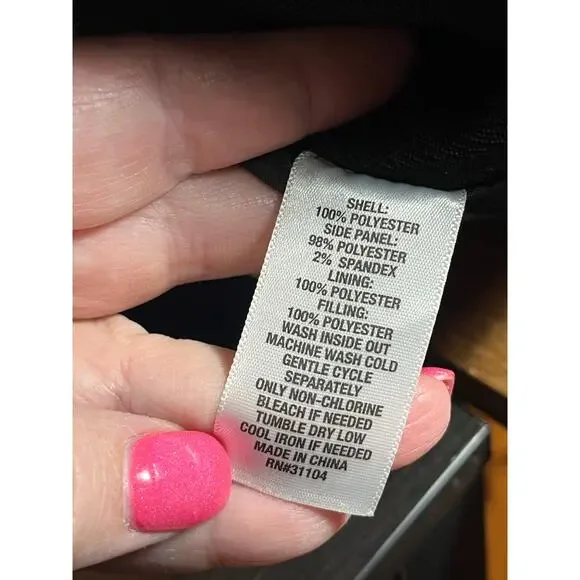 SHELL:
100% POLYESTER
SIDE PANEL:
98% POLYESTER
2% SPANDEX
LINING:
100% POLYESTER
FILLING:
100% POLYESTER
WASH INSIDE OUT
MACHINE WASH COLD
GENTLE CYCLE
SEPARATELY
ONLY NON-CHLORINE
BLEACH IF NEEDED
TUMBLE DRY LOW
COOL IRON IF NEEDED
MADE IN CHINA
RN#31104